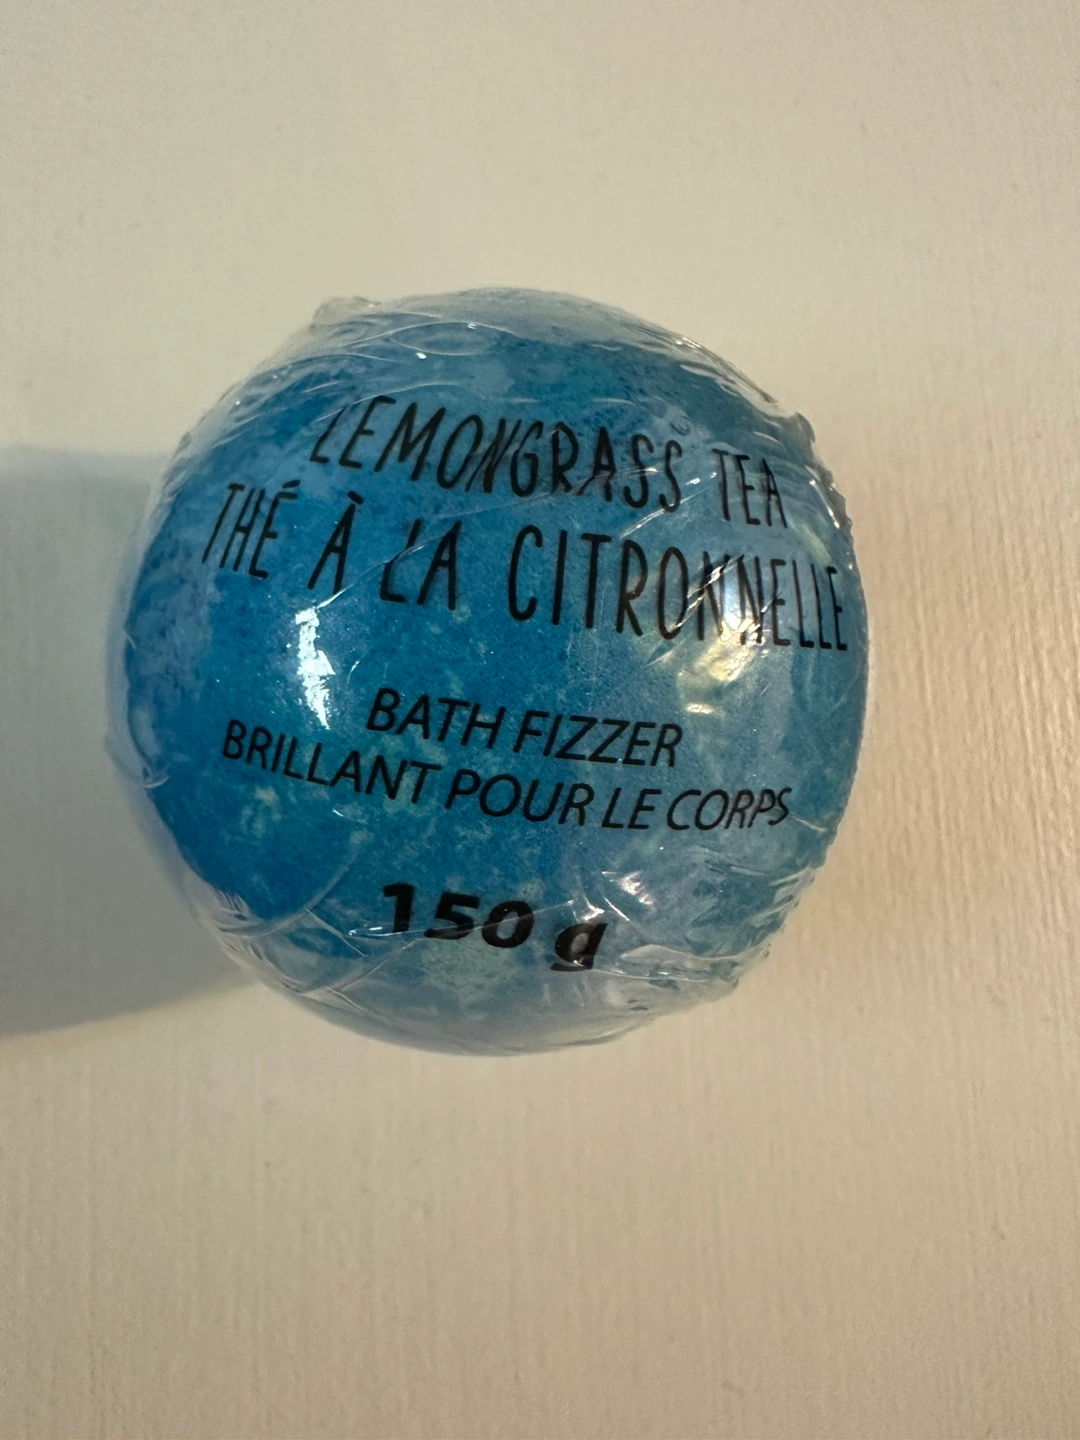 LEMONGRASS TEA
THÉ À LA CITRONNELLE
BATH FIZZER
BRILLANT POUR LE CORPS
150 g